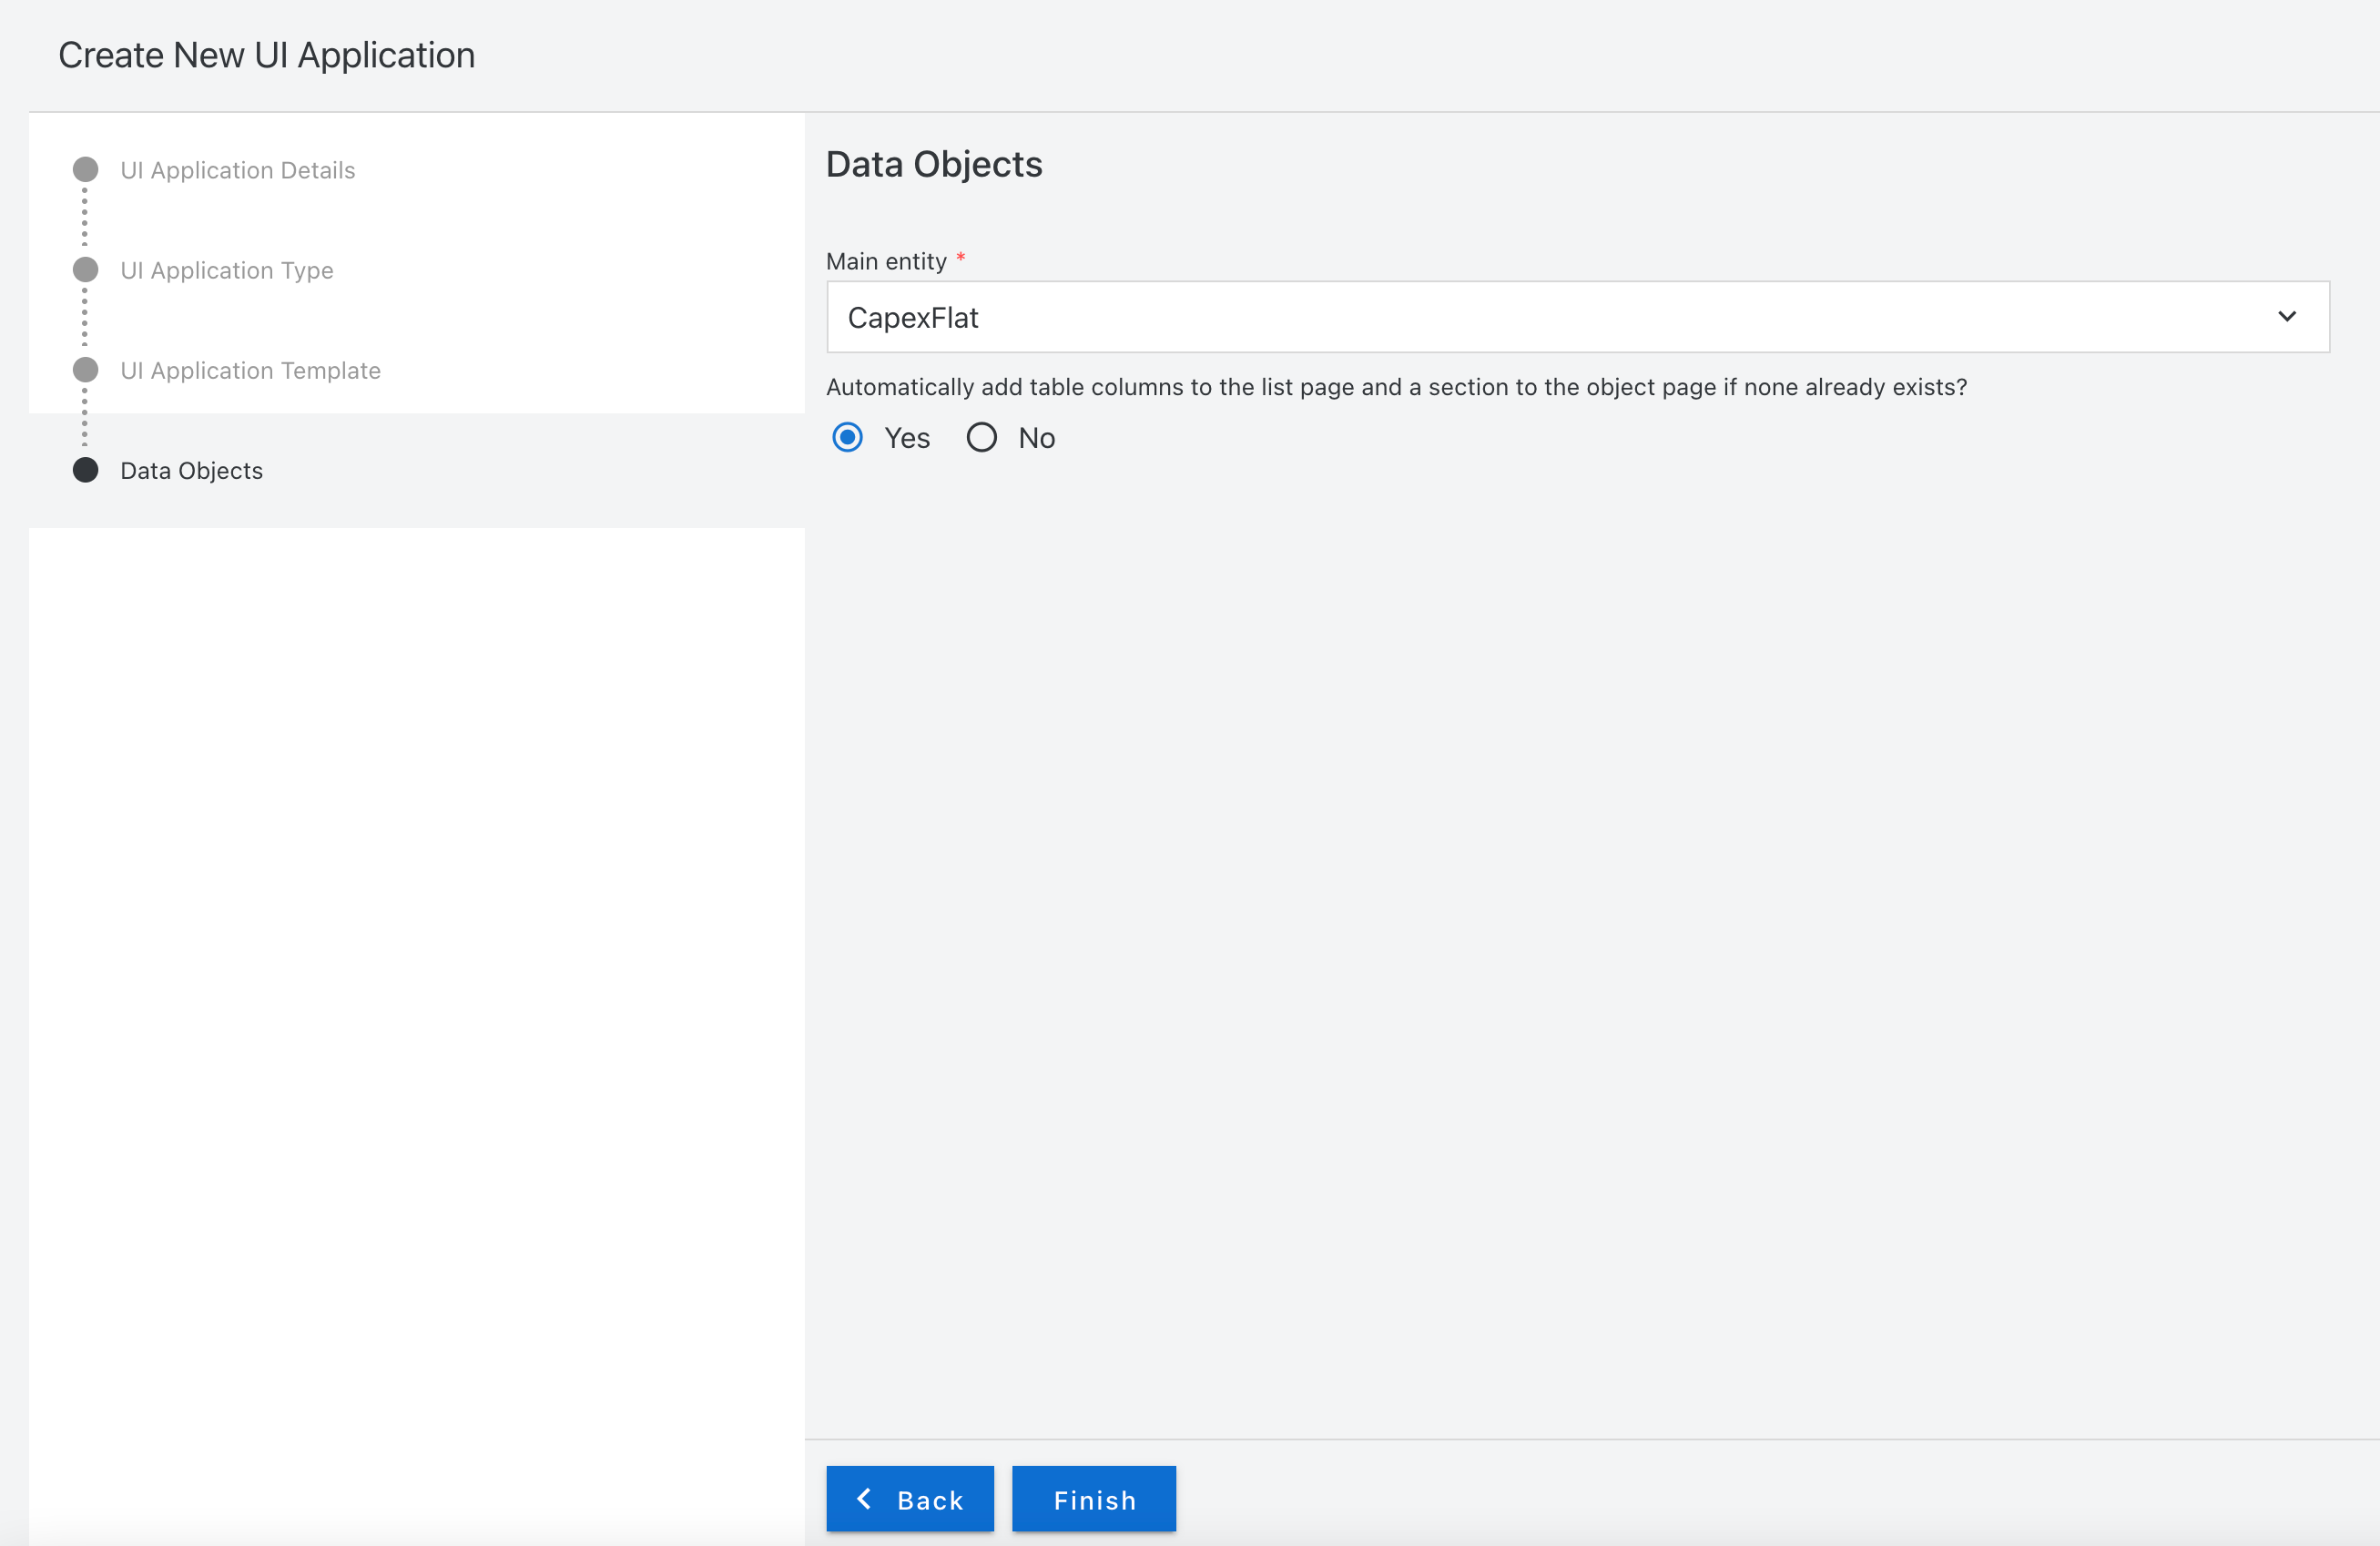 Create New UI Application
UI Application Details
UI Application Type
UI Application Template
Data Objects
Data Objects
Main entity *
CapexFlat
Automatically add table columns to the list page and a section to the object page if none already exists?
Yes No
Back Finish